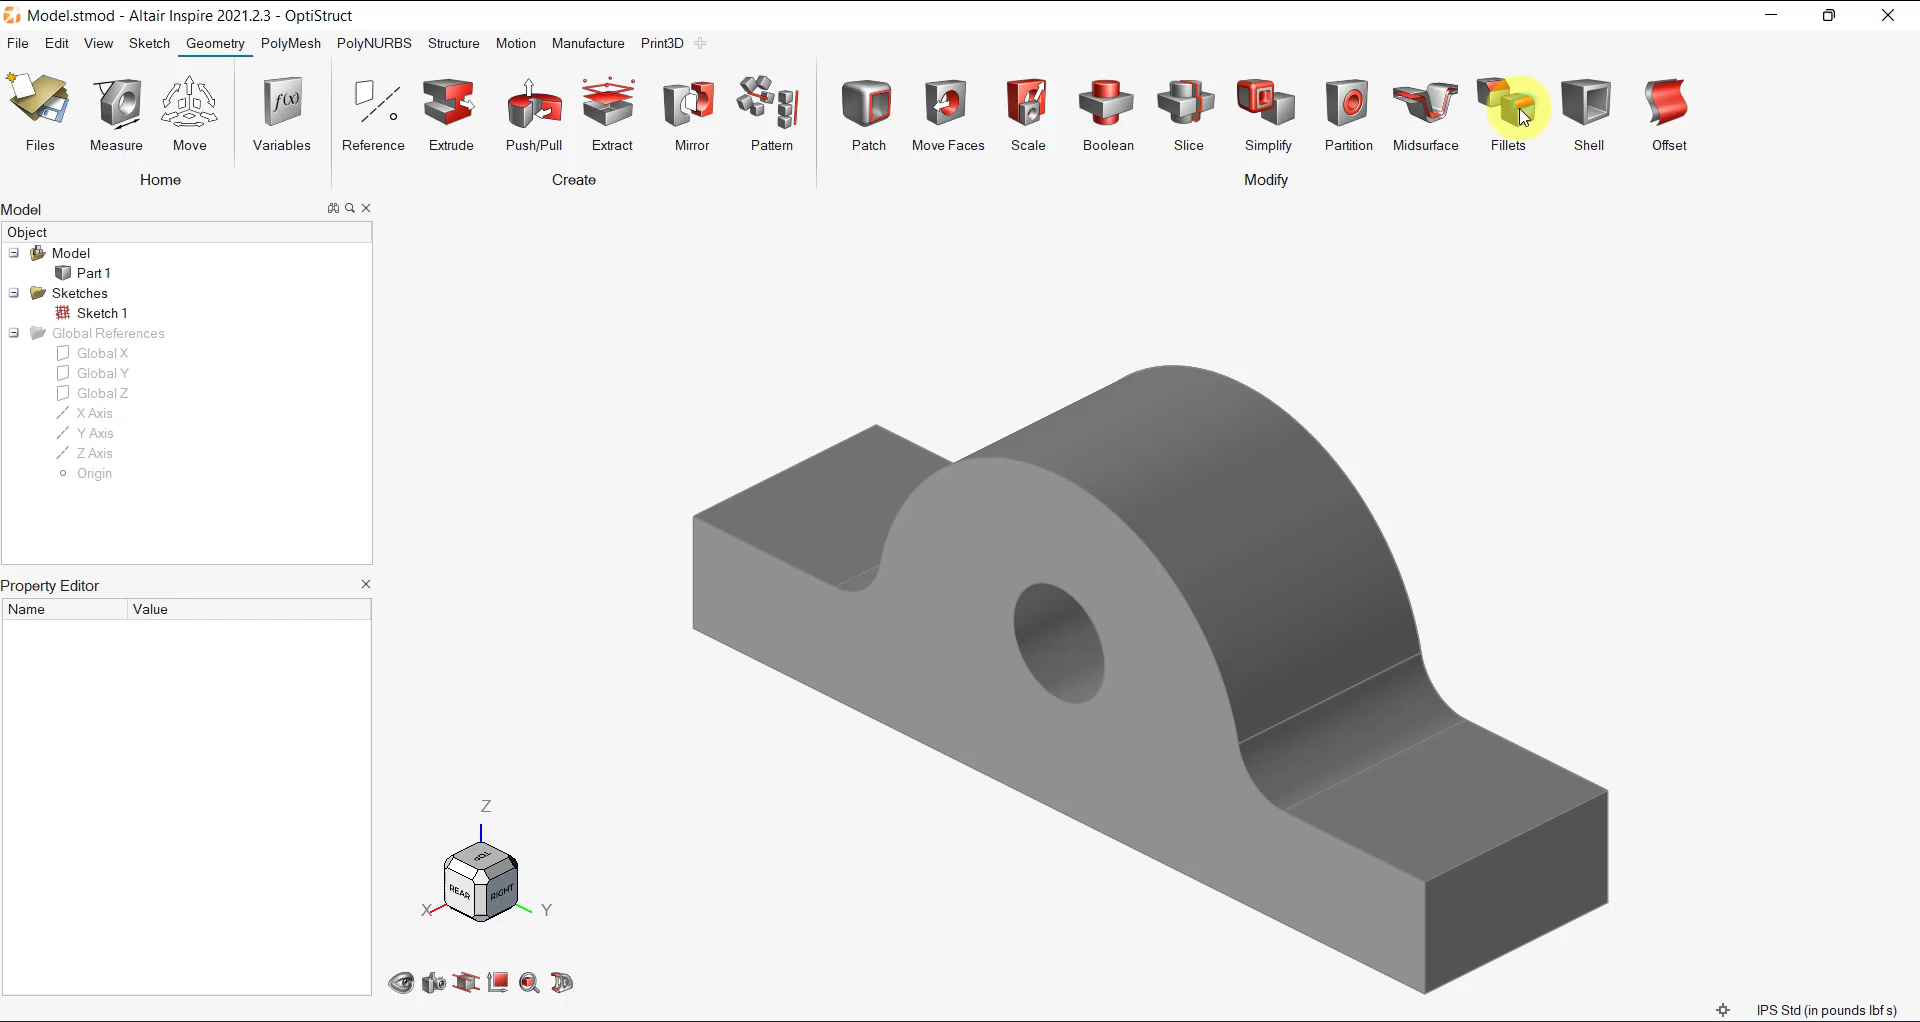 Model.stmod - Altair Inspire 2021.2.3 - OptiStruct
File Edit View Sketch Geometry PolyMesh PolyNURBS Structure Motion Manufacture Print3D
f(x)
Files Measure Move Variables Reference Extrude Push/Pull Extract Mirror Pattern Patch Move Faces Scale Boolean Slice Simplify Partition Midsurface Fillets Shell Offset
Home Create Modify
Model
Object
Model
Part 1
Sketches
Sketch 1
Global References
Global X
Global Y
Global Z
X Axis
Y Axis
Z Axis
Origin
Property Editor
Name Value
Z
TOP
REAR RIGHT
X Y
IPS Std (in pounds lbf s)